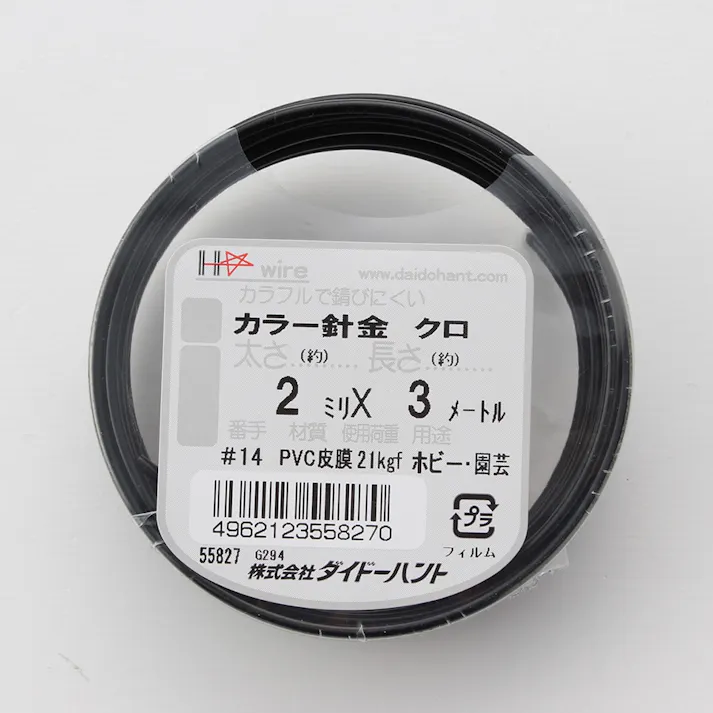 H☆ wire www.daidohant.com
カラフルで錆びにくい
カラー針金 クロ
太さ(約)........ 長さ(約)........
2 ミリX 3 メートル
番手 材質 使用荷重 用途
#14 PVC皮膜 21kgf ホビー・園芸
4962123558270
プラ
フィルム
55827 G294
株式会社ダイドーハント